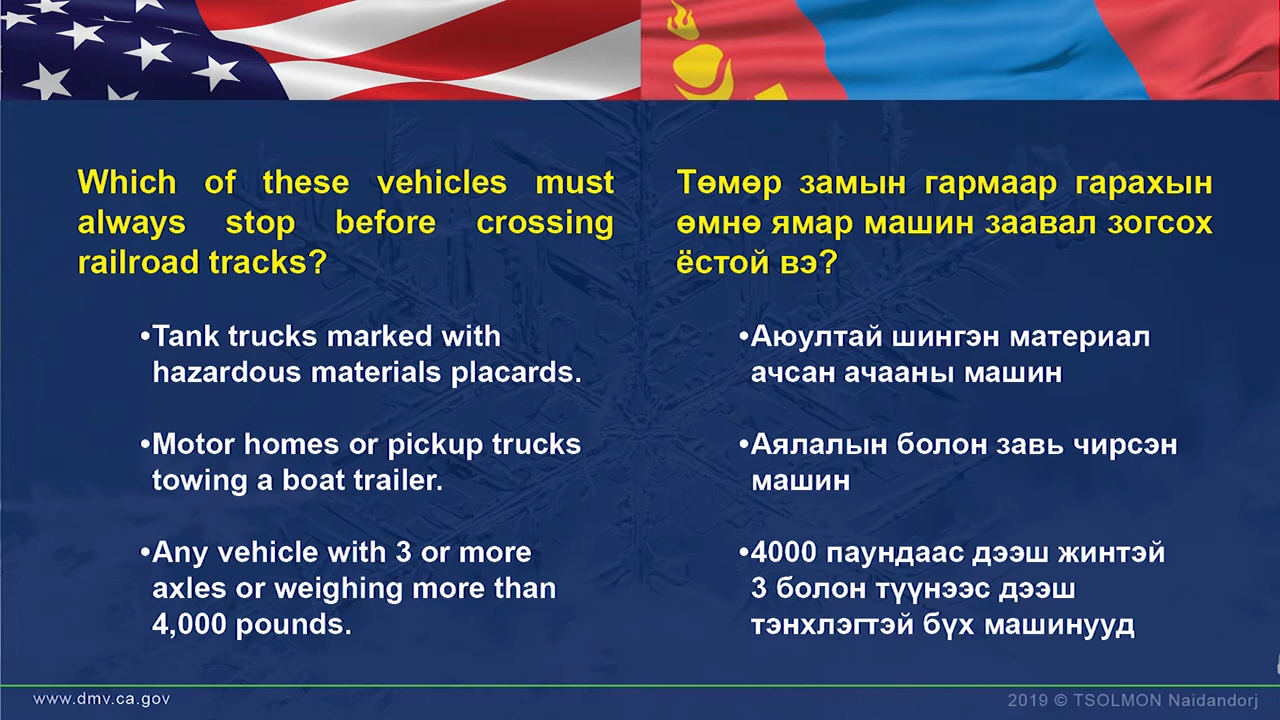 Which of these vehicles must
always stop before crossing
railroad tracks?
•Tank trucks marked with
hazardous materials placards.
•Motor homes or pickup trucks
towing a boat trailer.
•Any vehicle with 3 or more
axles or weighing more than
4,000 pounds.
Төмөр замын гармаар гарахын
өмнө ямар машин заавал зогсох
ёстой вэ?
•Аюултай шингэн материал
ачсан ачааны машин
•Аялалын болон завь чирсэн
машин
•4000 паундаас дээш жинтэй
3 болон түүнээс дээш
тэнхлэгтэй бүх машинууд
www.dmv.ca.gov
2019 © TSOLMON Naidandorj